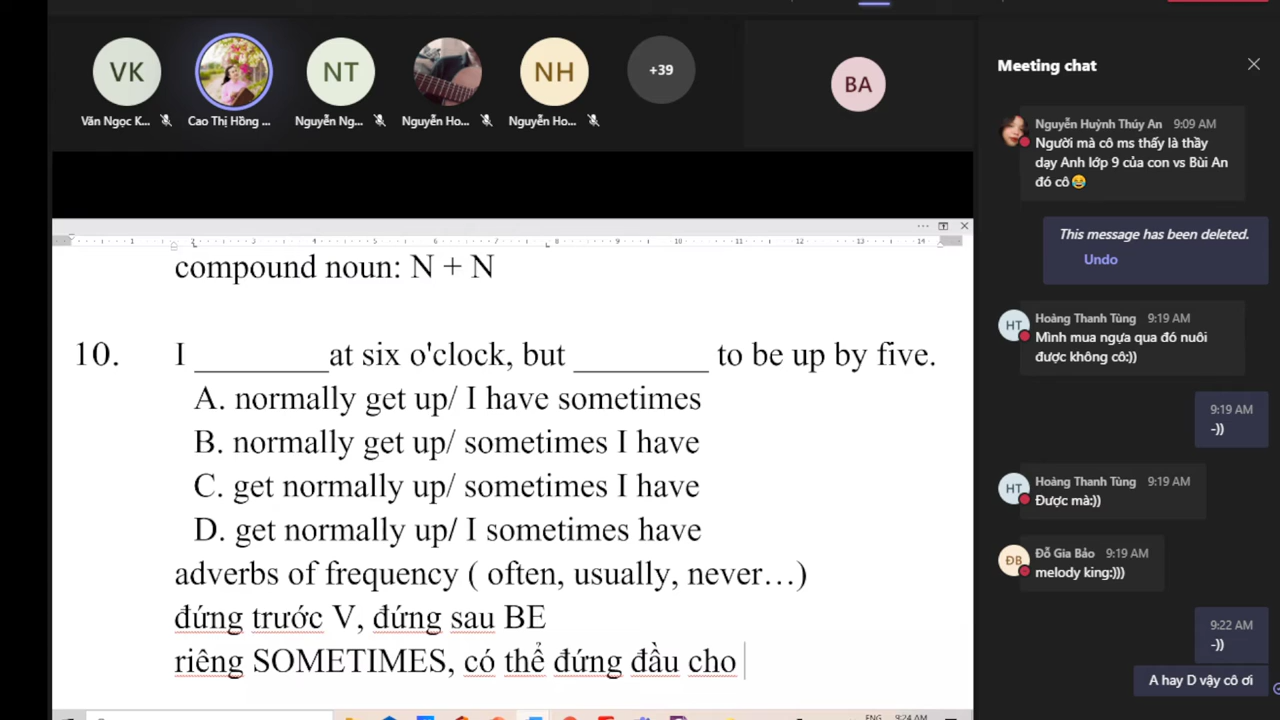 VK
NT
NH
+39
BA
Văn Ngọc K...
Cao Thị Hồng ...
Nguyễn Ng...
Nguyễn Ho...
Nguyễn Ho...
compound noun: N + N
10. I ________at six o'clock, but ________ to be up by five.
A. normally get up/ I have sometimes
B. normally get up/ sometimes I have
C. get normally up/ sometimes I have
D. get normally up/ I sometimes have
adverbs of frequency ( often, usually, never…)
đứng trước V, đứng sau BE
riêng SOMETIMES, có thể đứng đầu cho
ENG 9:24 AM
Meeting chat
Nguyễn Huỳnh Thúy An 9:09 AM
Người mà cô ms thấy là thầy
dạy Anh lớp 9 của con vs Bùi An
đó cô😂
This message has been deleted.
Undo
HT
Hoàng Thanh Tùng 9:19 AM
Mình mua ngựa qua đó nuôi
được không cô:))
9:19 AM
-))
HT
Hoàng Thanh Tùng 9:19 AM
Được mà:))
ĐB
Đỗ Gia Bảo 9:19 AM
melody king:)))
9:22 AM
-))
A hay D vậy cô ơi